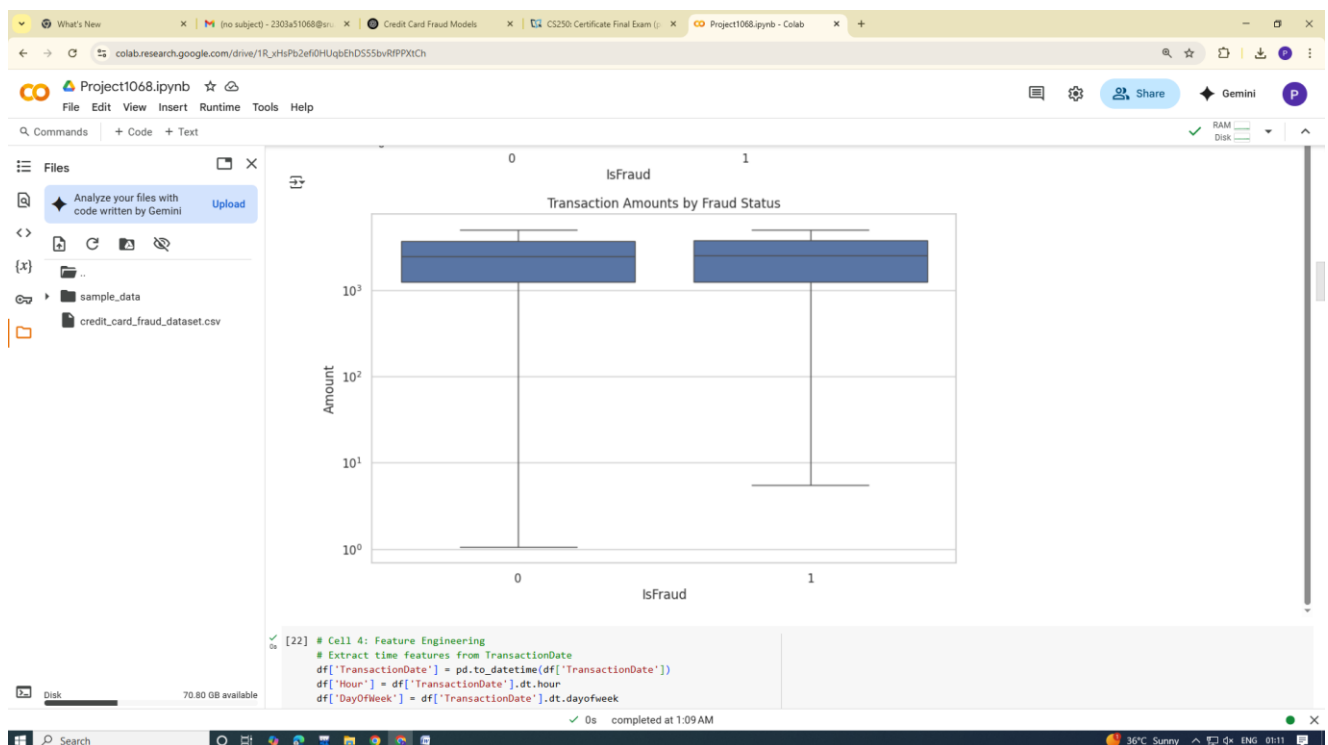 What's New
(no subject) - 2303a51068@sru
Credit Card Fraud Models
CS250: Certificate Final Exam (p
Project1068.ipynb - Colab
colab.research.google.com/drive/1R_xHsPb2efi0HUqbEhDS55bvRfPPXtCh
Project1068.ipynb
File Edit View Insert Runtime Tools Help
Share
Gemini
P
Commands + Code + Text
RAM
Disk
Files
Analyze your files with
code written by Gemini
Upload
{x}
..
sample_data
credit_card_fraud_dataset.csv
0 1
IsFraud
Transaction Amounts by Fraud Status
10³
10²
10¹
10⁰
Amount
0 1
IsFraud
[22] # Cell 4: Feature Engineering
0s # Extract time features from TransactionDate
df['TransactionDate'] = pd.to_datetime(df['TransactionDate'])
df['Hour'] = df['TransactionDate'].dt.hour
df['DayOfWeek'] = df['TransactionDate'].dt.dayofweek
Disk 70.80 GB available
0s completed at 1:09 AM
Search
36°C Sunny ENG 01:11